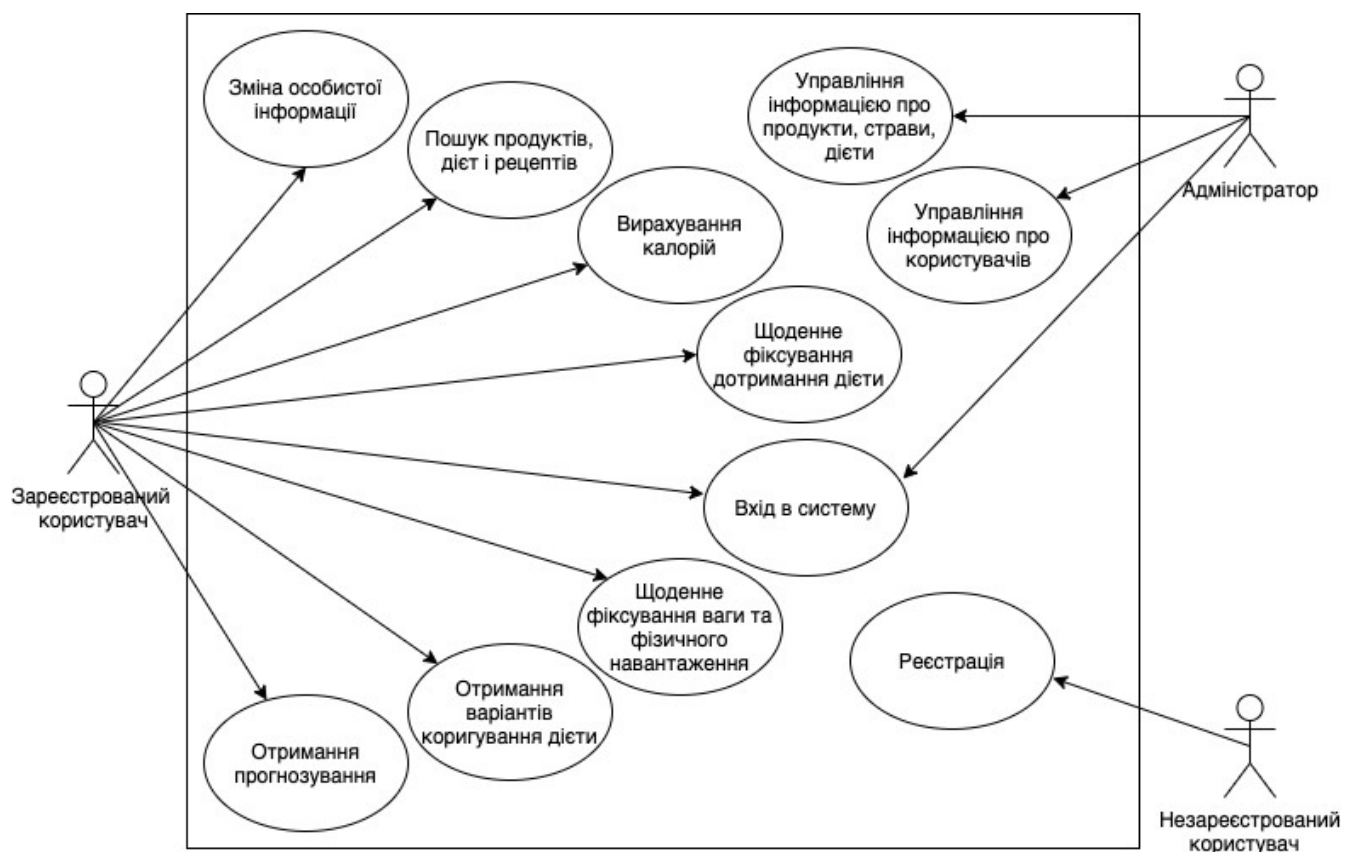 Зміна особистої
інформації
Пошук продуктів,
дієт і рецептів
Вирахування
калорій
Щоденне
фіксування
дотримання дієти
Управління
інформацією про
продукти, страви,
дієти
Управління
інформацією про
користувачів
Адміністратор
Зареєстрований
користувач
Вхід в систему
Щоденне
фіксування ваги та
фізичного
навантаження
Отримання
варіантів
коригування дієти
Отримання
прогнозування
Реєстрація
Незареєстрований
користувач